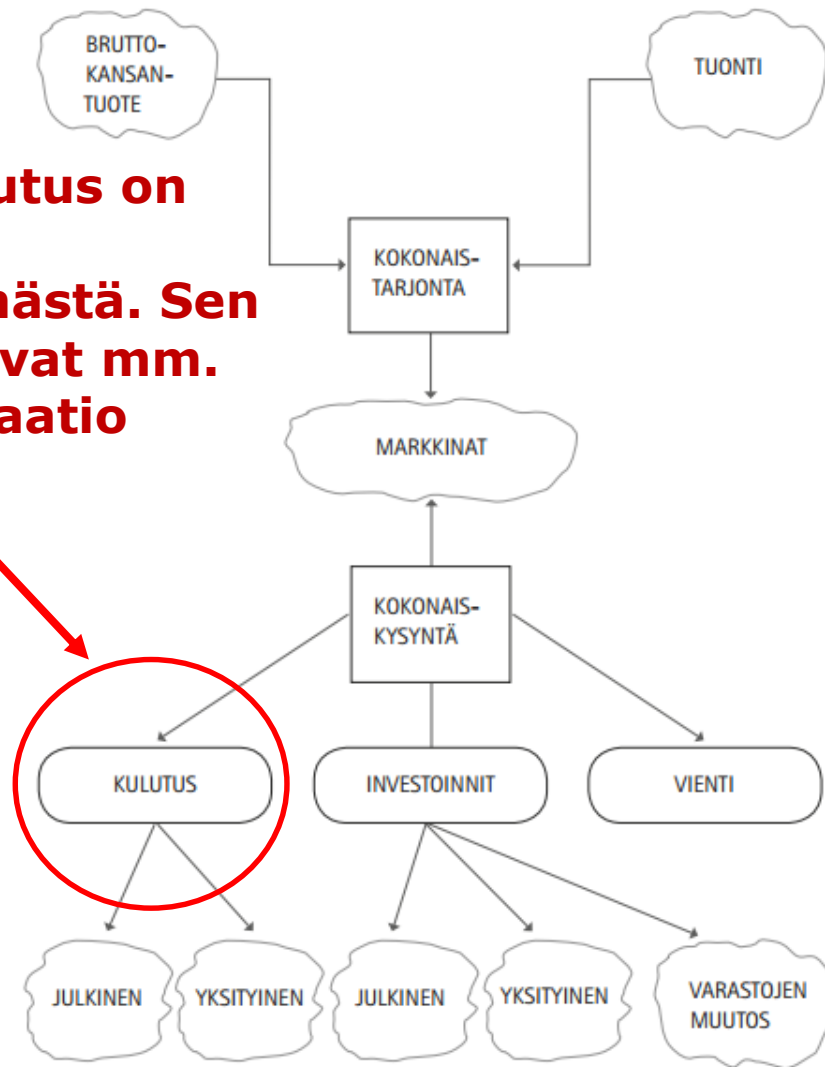 BRUTTO-
KANSAN-
TUOTE
TUONTI
utus on
KOKONAIS-
TARJONTA
nästä. Sen
vat mm.
aatio
MARKKINAT
KOKONAIS-
KYSYNTÄ
KULUTUS
INVESTOINNIT
VIENTI
JULKINEN
YKSITYINEN
JULKINEN
YKSITYINEN
VARASTOJEN
MUUTOS